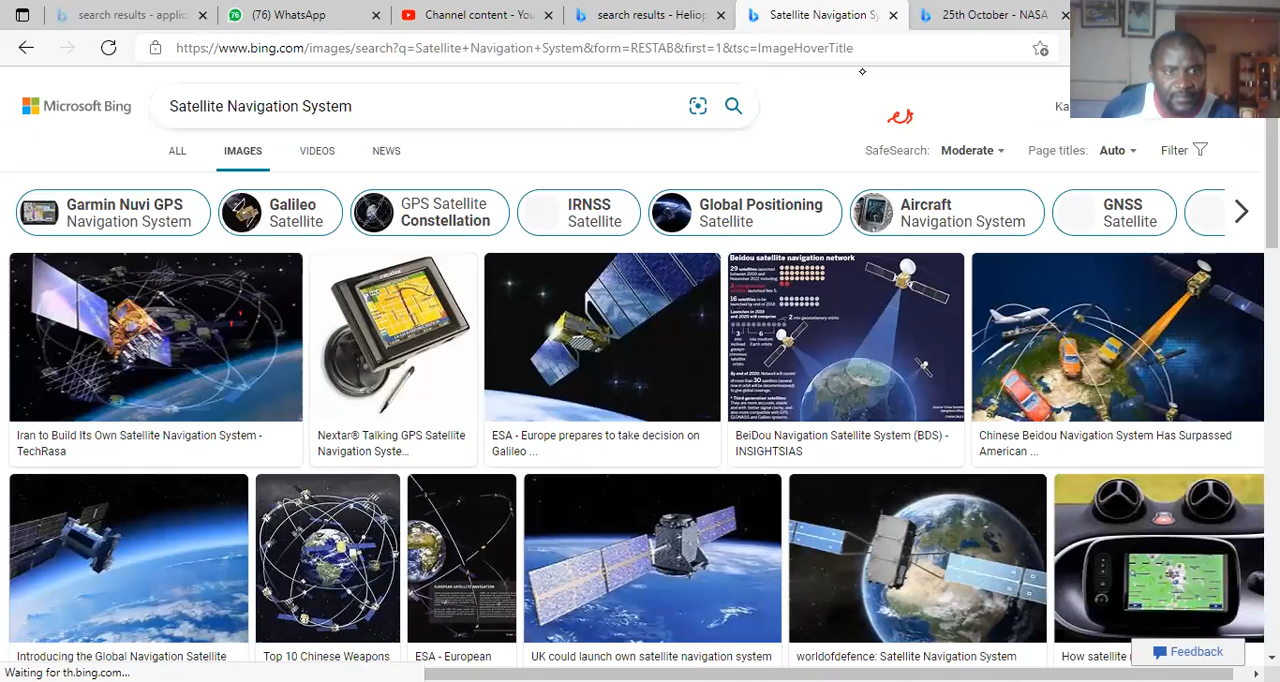 search results - applic
(76) WhatsApp
Channel content - You
search results - Heliop
Satellite Navigation Sy
25th October - NASA
https://www.bing.com/images/search?q=Satellite+Navigation+System&form=RESTAB&first=1&tsc=ImageHoverTitle
Microsoft Bing
Satellite Navigation System
Ka
ALL
IMAGES
VIDEOS
NEWS
SafeSearch: Moderate
Page titles: Auto
Filter
Garmin Nuvi GPS
Navigation System
Galileo
Satellite
GPS Satellite
Constellation
IRNSS
Satellite
Global Positioning
Satellite
Aircraft
Navigation System
GNSS
Satellite
Beidou satellite navigation network
Iran to Build Its Own Satellite Navigation System -
TechRasa
Nextar® Talking GPS Satellite
Navigation Syste...
ESA - Europe prepares to take decision on
Galileo ...
BeiDou Navigation Satellite System (BDS) -
INSIGHTSIAS
Chinese Beidou Navigation System Has Surpassed
American ...
Introducing the Global Navigation Satellite
Top 10 Chinese Weapons
ESA - European
UK could launch own satellite navigation system
worldofdefence: Satellite Navigation System
How satellite
Feedback
Waiting for th.bing.com...